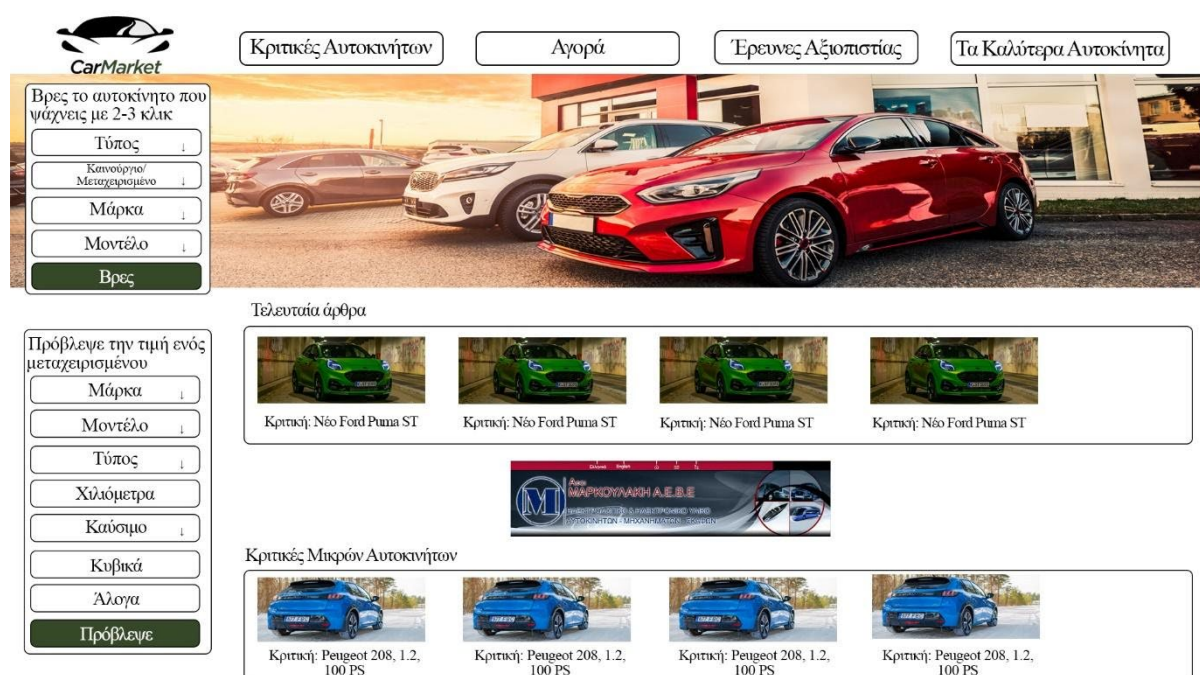 CarMarket
Κριτικές Αυτοκινήτων
Αγορά
Έρευνες Αξιοπιστίας
Τα Καλύτερα Αυτοκίνητα
Βρες το αυτοκίνητο που
ψάχνεις με 2-3 κλικ
Τύπος ↓
Καινούργιο/
Μεταχειρισμένο ↓
Μάρκα ↓
Μοντέλο ↓
Βρες
Πρόβλεψε την τιμή ενός
μεταχειρισμένου
Μάρκα ↓
Μοντέλο ↓
Τύπος ↓
Χιλιόμετρα
Καύσιμο ↓
Κυβικά
Άλογα
Πρόβλεψε
Τελευταία άρθρα
Κριτική: Νέο Ford Puma ST
Κριτική: Νέο Ford Puma ST
Κριτική: Νέο Ford Puma ST
Κριτική: Νέο Ford Puma ST
Μ
ΜΑΡΚΟΥΛΑΚΗ Α.Ε.Β.Ε
ΑΥΤΟΚΙΝΗΤΩΝ - ΜΗΧΑΝΗΜΑΤΩΝ
Κριτικές Μικρών Αυτοκινήτων
Κριτική: Peugeot 208, 1.2,
100 PS
Κριτική: Peugeot 208, 1.2,
100 PS
Κριτική: Peugeot 208, 1.2,
100 PS
Κριτική: Peugeot 208, 1.2,
100 PS